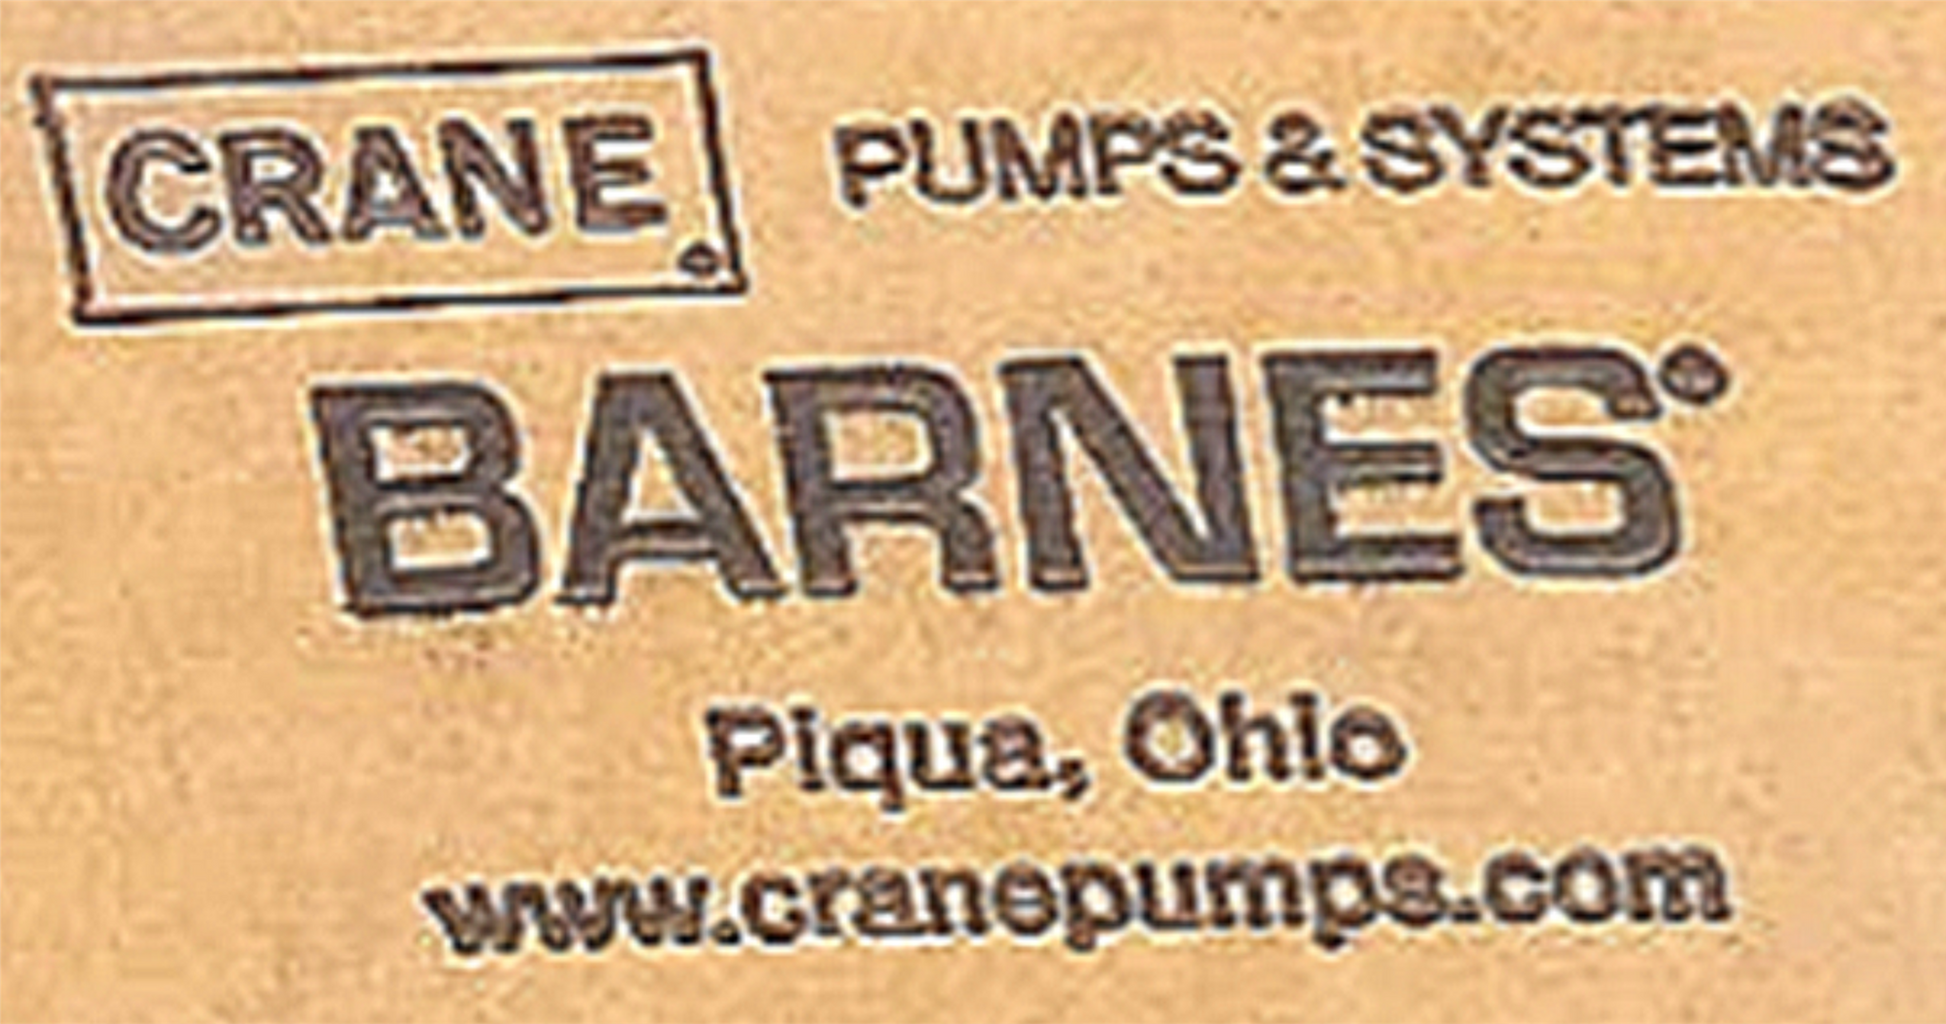 CRANE® PUMPS & SYSTEMS
BARNES®
Piqua, Ohio
www.cranepumps.com